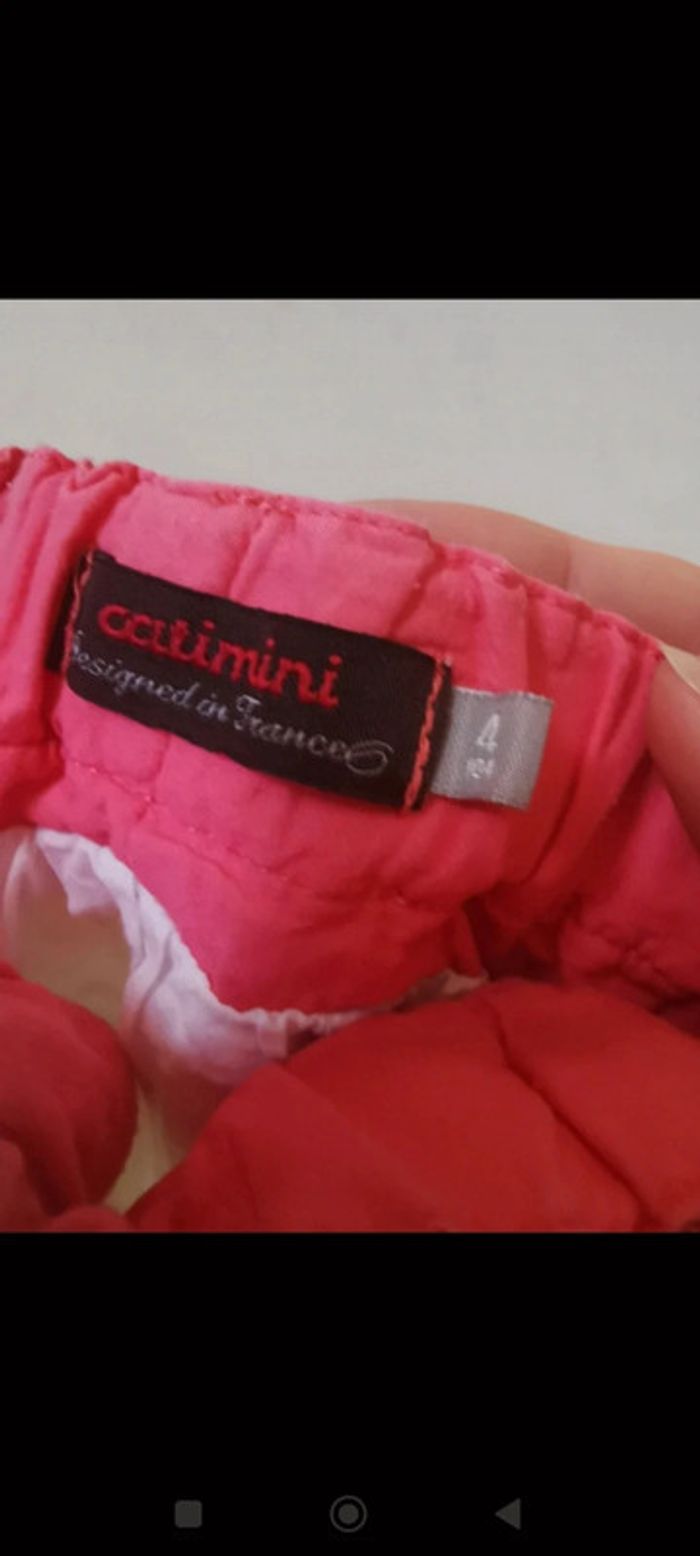 catimini
Designed in France
4